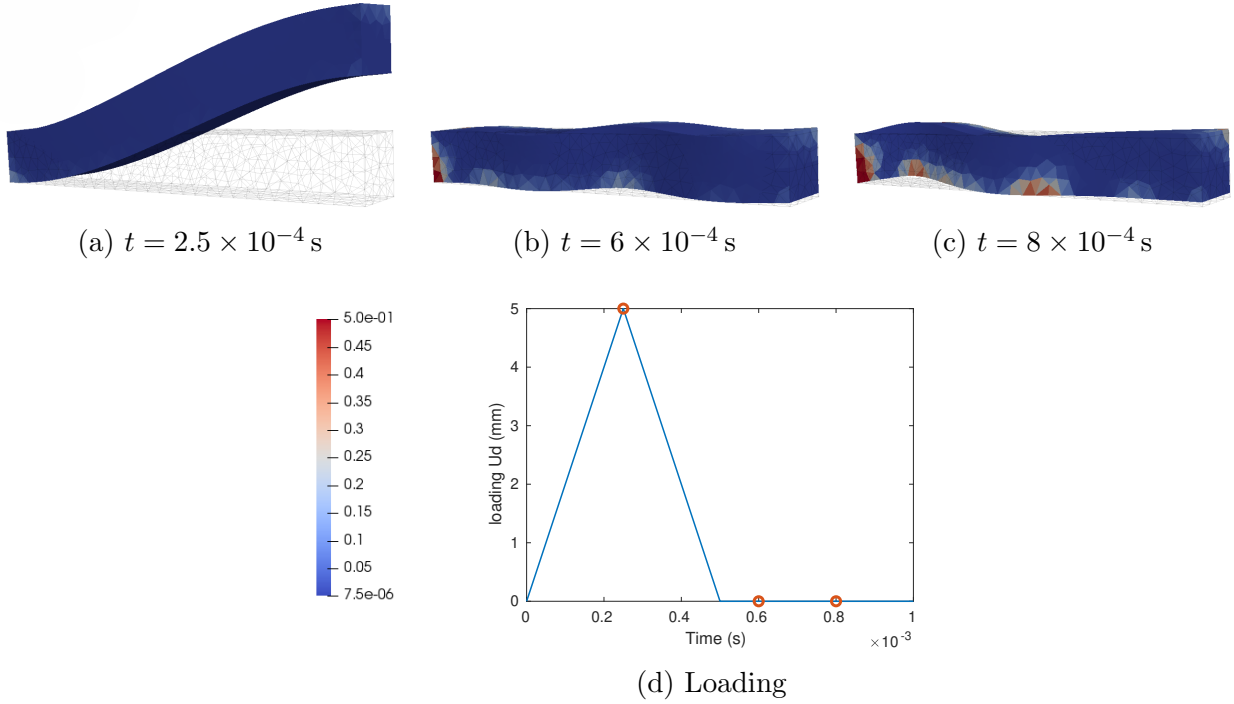 (a) t = 2.5 × 10⁻⁴ s
(b) t = 6 × 10⁻⁴ s
(c) t = 8 × 10⁻⁴ s
5.0e-01
0.45
0.4
0.35
0.3
0.25
0.2
0.15
0.1
0.05
7.5e-06
loading Ud (mm)
5
4
3
2
1
0
0
0.2
0.4
0.6
0.8
1
Time (s)
×10⁻³
(d) Loading